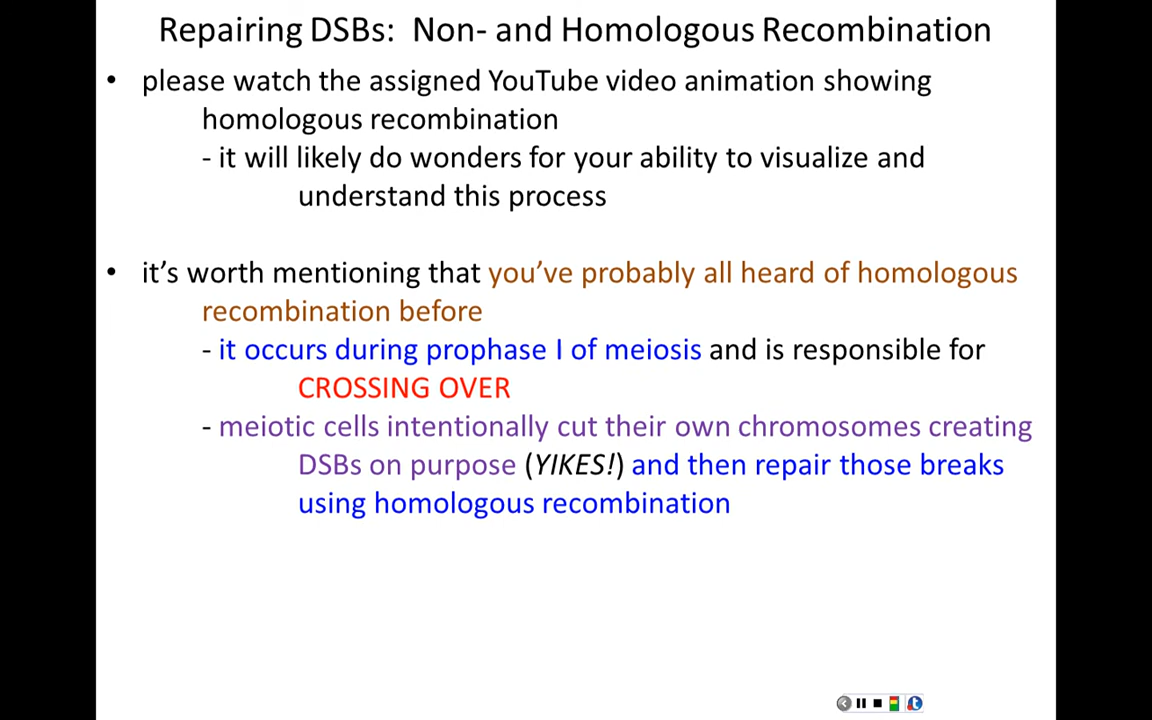 Repairing DSBs: Non- and Homologous Recombination
• please watch the assigned YouTube video animation showing
homologous recombination
- it will likely do wonders for your ability to visualize and
understand this process
• it’s worth mentioning that you’ve probably all heard of homologous
recombination before
- it occurs during prophase I of meiosis and is responsible for
CROSSING OVER
- meiotic cells intentionally cut their own chromosomes creating
DSBs on purpose (YIKES!) and then repair those breaks
using homologous recombination